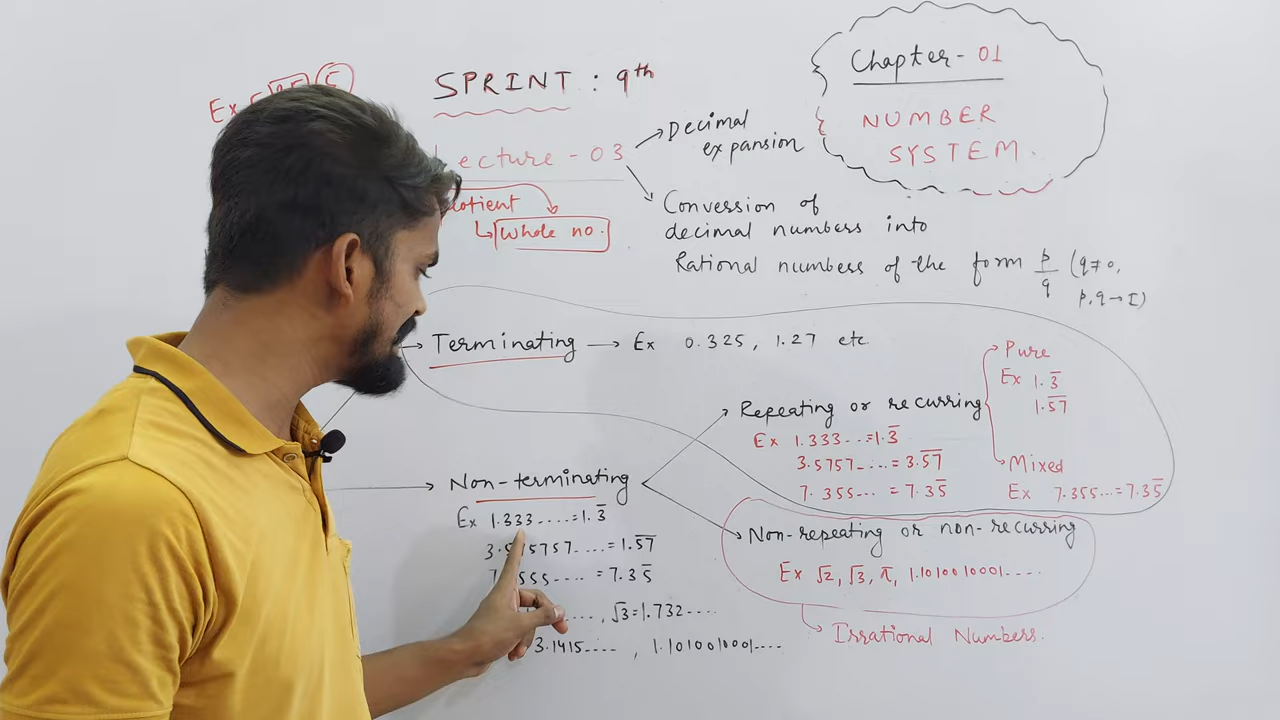 Chapter - 01
NUMBER
SYSTEM
SPRINT : 9th
Ex
Lecture - 03
Decimal
expansion
Conversion of
decimal numbers into
Rational numbers of the form p/q (q≠0,
p,q→I)
Whole no.
Terminating → Ex 0.325, 1.27 etc
Non-terminating
Ex 1.333.....=1.3̅
= 1.5̅7̅
= 7.35̅
, √3=1.732....
3.1415.... , 1.1010010001....
Repeating or recurring
Ex 1.333...=1.3̅
3.5757.... = 3.5̅7̅
7.355... = 7.35̅
Pure
Ex 1.3̅
1.5̅7̅
Mixed
Ex 7.355...=7.35̅
Non-repeating or non-recurring
Ex √2, √3, π, 1.1010010001....
Irrational Numbers.